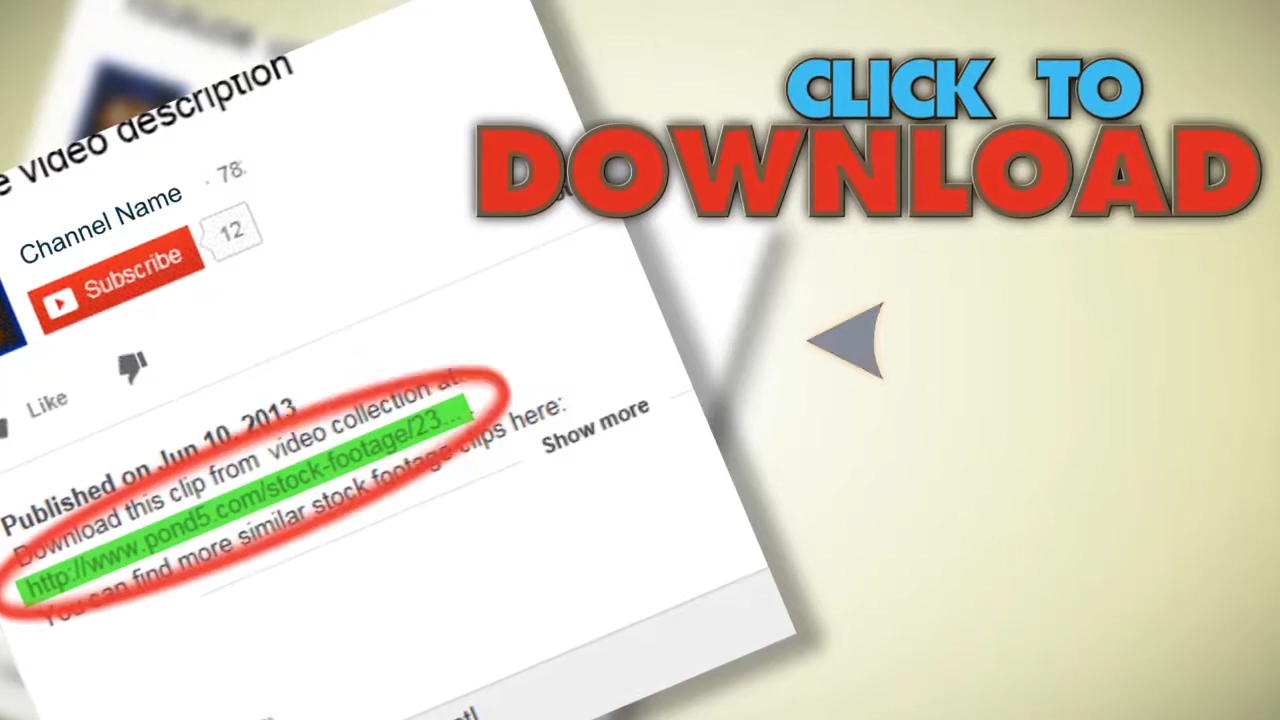 CLICK TO
DOWNLOAD
e video description
Channel Name
78
Subscribe
12
Like
Published on Jun 10, 2013
Download this clip from video collection at
http://www.pond5.com/stock-footage/23...
You can find more similar stock footage clips here:
Show more